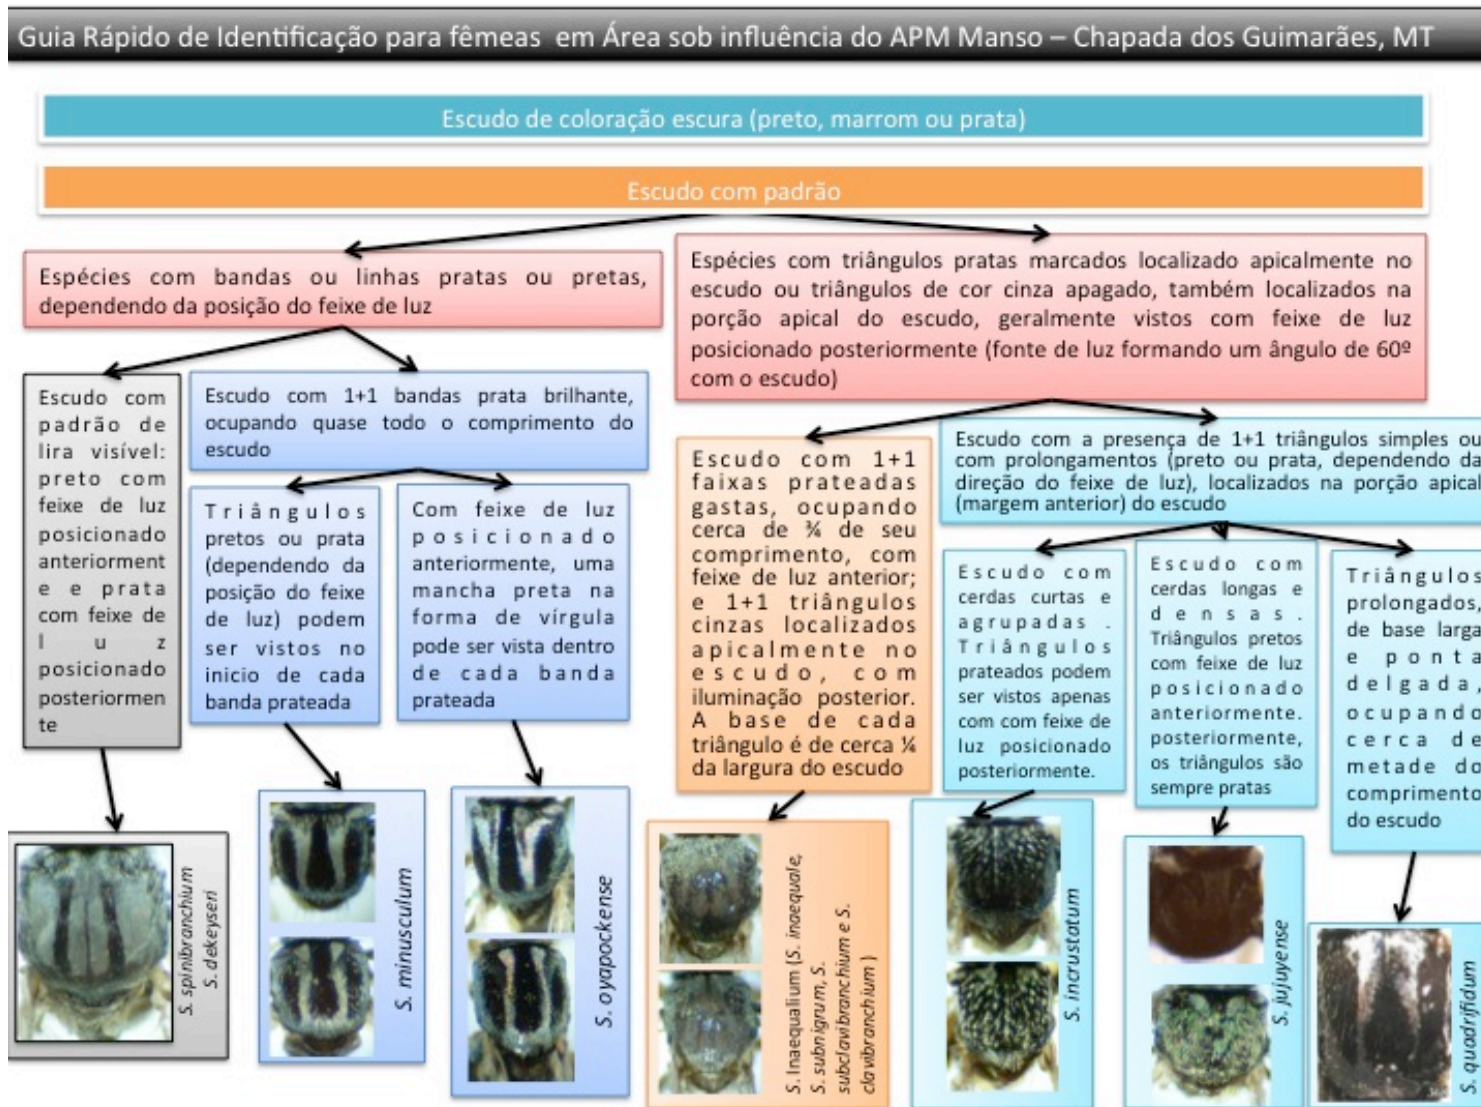 Guia Rápido de Identificação para fêmeas em Área sob influência do APM Manso – Chapada dos Guimarães, MT
Escudo de coloração escura (preto, marrom ou prata)
Escudo com padrão
Espécies com bandas ou linhas pratas ou pretas,
dependendo da posição do feixe de luz
Espécies com triângulos pratas marcados localizado apicalmente no
escudo ou triângulos de cor cinza apagado, também localizados na
porção apical do escudo, geralmente vistos com feixe de luz
posicionado posteriormente (fonte de luz formando um ângulo de 60º
com o escudo)
Escudo com
padrão de
lira visível:
preto com
feixe de luz
posicionado
anteriorment
e e prata
com feixe de
l u z
posicionado
posteriormen
te
Escudo com 1+1 bandas prata brilhante,
ocupando quase todo o comprimento do
escudo
Triângulos
pretos ou prata
(dependendo da
posição do feixe
de luz) podem
ser vistos no
inicio de cada
banda prateada
Com feixe de luz
posicionado
anteriormente, uma
mancha preta na
forma de vírgula
pode ser vista dentro
de cada banda
prateada
Escudo com 1+1
faixas prateadas
gastas, ocupando
cerca de ¾ de seu
comprimento, com
feixe de luz anterior;
e 1+1 triângulos
cinzas localizados
apicalmente no
escudo, com
iluminação posterior.
A base de cada
triângulo é de cerca ¼
da largura do escudo
Escudo com a presença de 1+1 triângulos simples ou
com prolongamentos (preto ou prata, dependendo da
direção do feixe de luz), localizados na porção apical
(margem anterior) do escudo
Escudo com
cerdas curtas e
agrupadas .
Triângulos
prateados podem
ser vistos apenas
com com feixe de
luz posicionado
posteriormente.
Escudo com
cerdas longas e
densas .
Triângulos pretos
com feixe de luz
posicionado
anteriormente.
posteriormente,
os triângulos são
sempre pratas
Triângulos
prolongados,
de base larga
e ponta
delgada,
ocupando
cerca de
metade do
comprimento
do escudo
S. spinibranchium
S. dekeyseri
S. minusculum
S. oyapockense
S. Inaequalium (S. inaequale,
S. subnigrum, S.
subclavibranchium e S.
clavibranchium )
S. incrustatum
S. jujuyense
S. quadrifidum